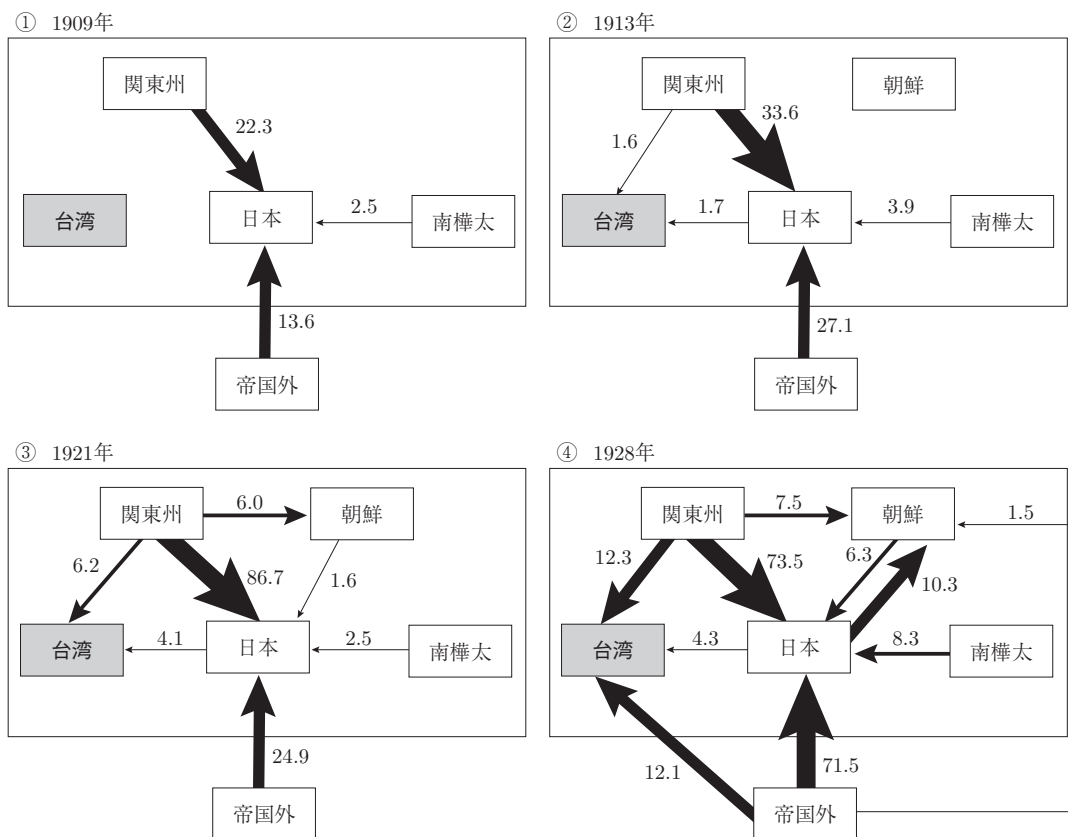 ① 1909年
関東州
22.3
台湾
日本
2.5
南樺太
13.6
帝国外
② 1913年
関東州
朝鮮
33.6
1.6
台湾
1.7
日本
3.9
南樺太
27.1
帝国外
③ 1921年
関東州
6.0
朝鮮
6.2
86.7
1.6
台湾
4.1
日本
2.5
南樺太
24.9
帝国外
④ 1928年
関東州
7.5
朝鮮
1.5
12.3
73.5
6.3
10.3
台湾
4.3
日本
8.3
南樺太
12.1
71.5
帝国外